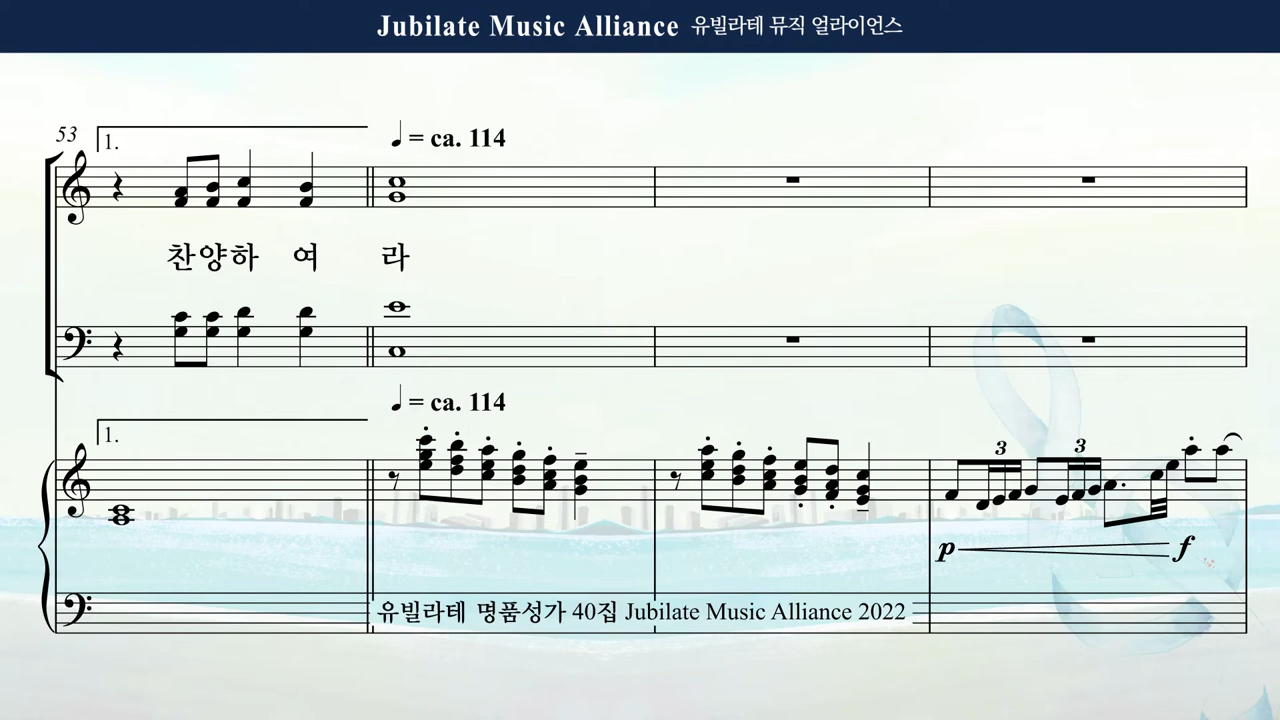 Jubilate Music Alliance 유빌라테 뮤직 얼라이언스
53
1.
♩ = ca. 114
찬양하 여 라
♩ = ca. 114
1.
3 3
p f
유빌라테 명품성가 40집 Jubilate Music Alliance 2022